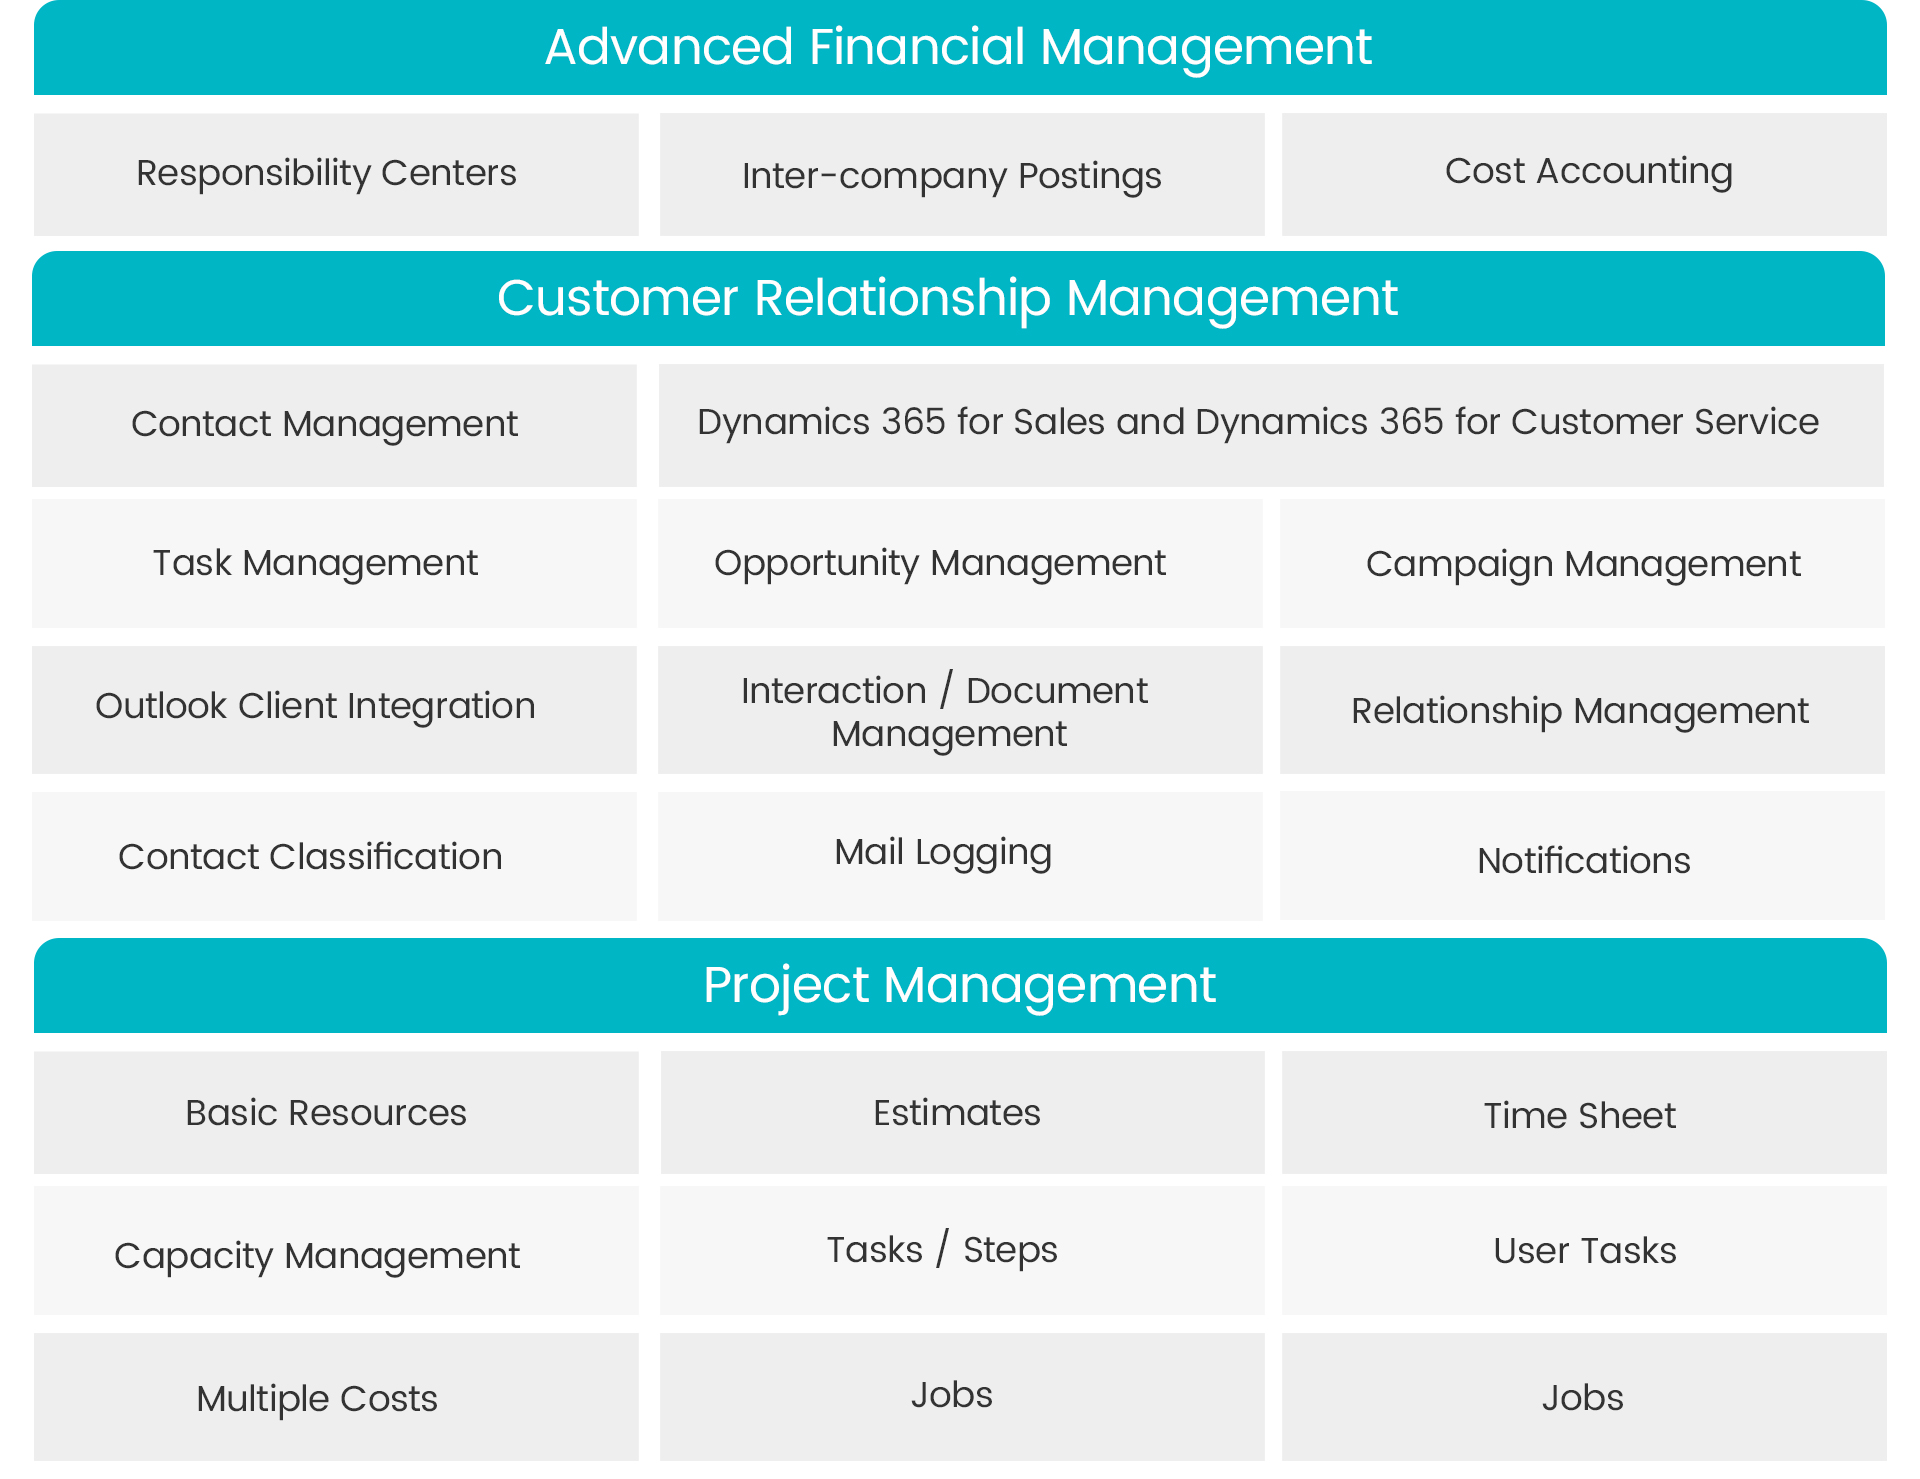 Advanced Financial Management
Responsibility Centers
Inter-company Postings
Cost Accounting
Customer Relationship Management
Contact Management
Dynamics 365 for Sales and Dynamics 365 for Customer Service
Task Management
Opportunity Management
Campaign Management
Outlook Client Integration
Interaction / Document
Management
Relationship Management
Contact Classification
Mail Logging
Notifications
Project Management
Basic Resources
Estimates
Time Sheet
Capacity Management
Tasks / Steps
User Tasks
Multiple Costs
Jobs
Jobs